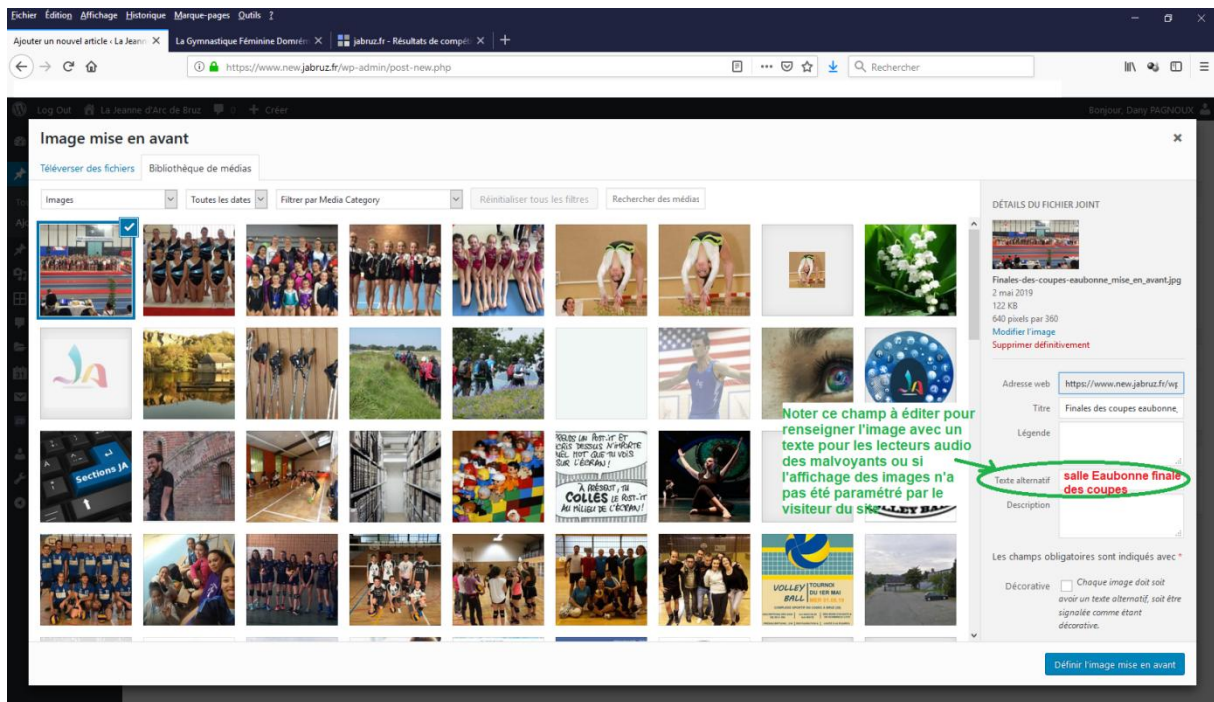 Fichier Édition Affichage Historique Marque-pages Outils ?
Ajouter un nouvel article ‹ La Jeann
La Gymnastique Féminine Domrém
jabruz.fr - Résultats de compéti
https://www.new.jabruz.fr/wp-admin/post-new.php
Rechercher
Log Out La Jeanne d'Arc de Bruz 0 + Créer
Bonjour, Dany PAGNOUX
Image mise en avant
Téléverser des fichiers Bibliothèque de médias
Images
Toutes les dates
Filtrer par Media Category
Réinitialiser tous les filtres
Rechercher des médias
DÉTAILS DU FICHIER JOINT
Finales-des-coupes-eaubonne_mise_en_avant.jpg
2 mai 2019
122 KB
640 pixels par 360
Modifier l'image
Supprimer définitivement
Adresse web https://www.new.jabruz.fr/wp
Titre Finales des coupes eaubonne,
Légende
Texte alternatif salle Eaubonne finale
des coupes
Description
Noter ce champ à éditer pour
renseigner l'image avec un
texte pour les lecteurs audio
des malvoyants ou si
l'affichage des images n'a
pas été paramétré par le
visiteur du site
JA
JA
Sections JA
À PRÉSENT, TU
COLLES LE POST-IT
AU MILIEU DE L'ÉCRAN!
VOLLEY
BALL
TOURNOI
DU 1ER MAI
Les champs obligatoires sont indiqués avec *
Décorative Chaque image doit soit
avoir un texte alternatif, soit être
signalée comme étant
décorative.
Définir l'image mise en avant